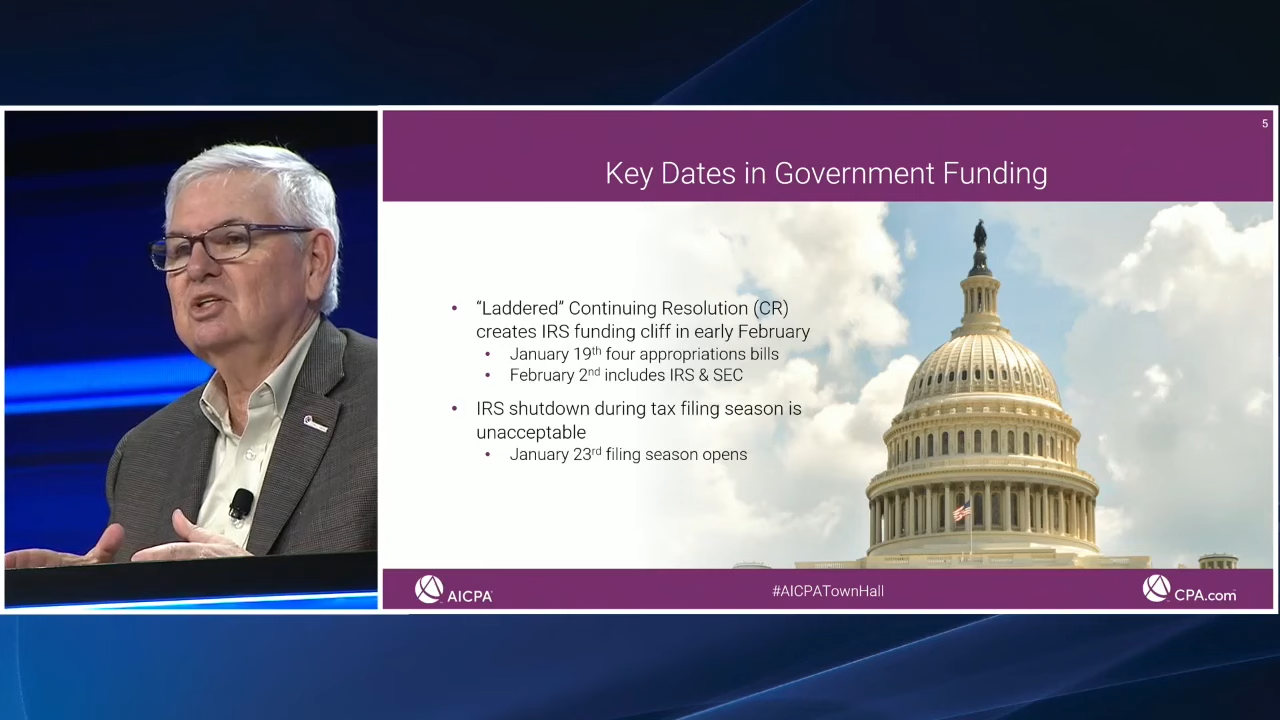 5
Key Dates in Government Funding
“Laddered” Continuing Resolution (CR)
creates IRS funding cliff in early February
January 19th four appropriations bills
February 2nd includes IRS & SEC
IRS shutdown during tax filing season is
unacceptable
January 23rd filing season opens
AICPA
#AICPATownHall
CPA.com